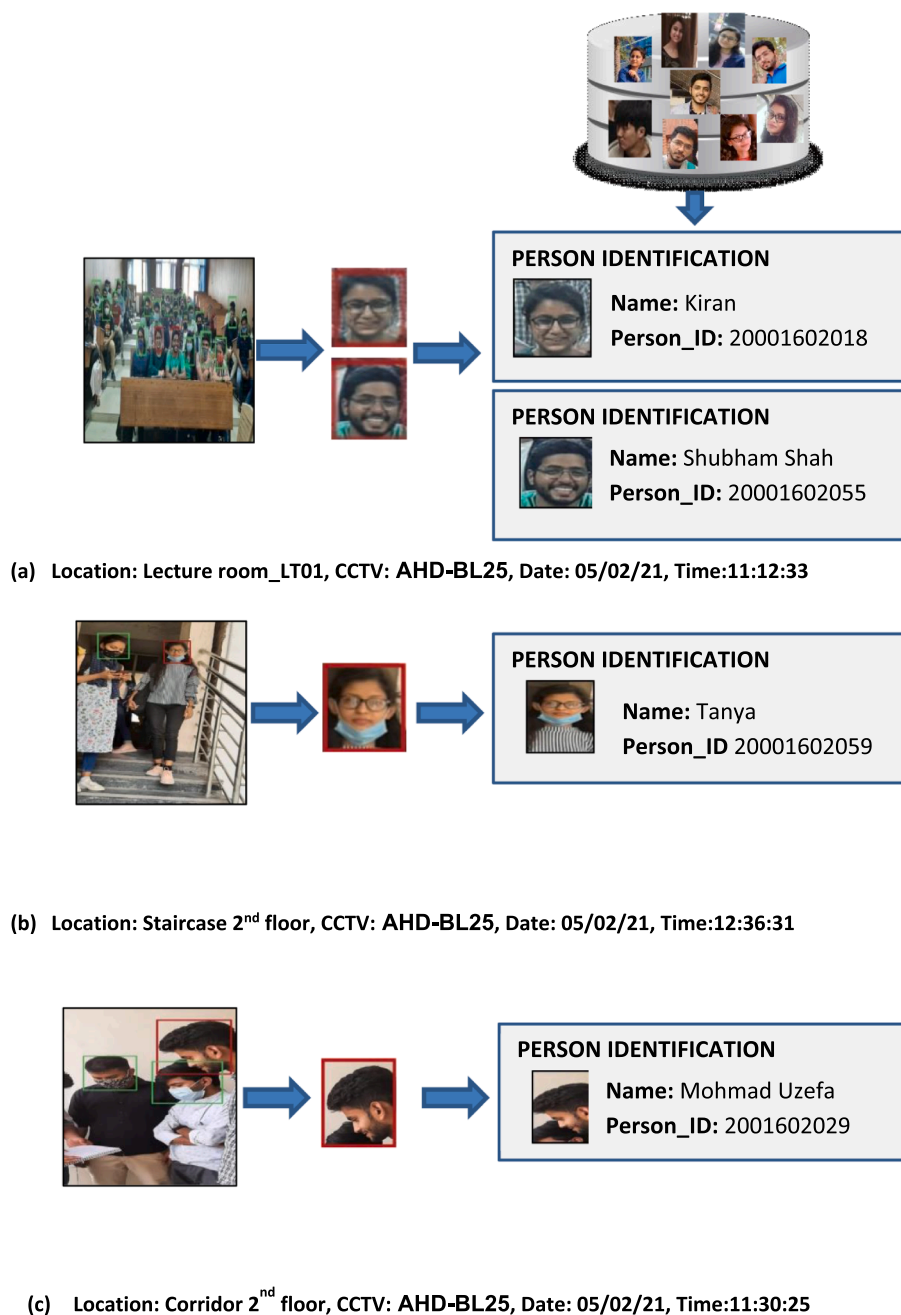 PERSON IDENTIFICATION
Name: Kiran
Person_ID: 20001602018
PERSON IDENTIFICATION
Name: Shubham Shah
Person_ID: 20001602055
(a) Location: Lecture room_LT01, CCTV: AHD-BL25, Date: 05/02/21, Time:11:12:33
PERSON IDENTIFICATION
Name: Tanya
Person_ID 20001602059
(b) Location: Staircase 2nd floor, CCTV: AHD-BL25, Date: 05/02/21, Time:12:36:31
PERSON IDENTIFICATION
Name: Mohmad Uzefa
Person_ID: 2001602029
(c) Location: Corridor 2nd floor, CCTV: AHD-BL25, Date: 05/02/21, Time:11:30:25